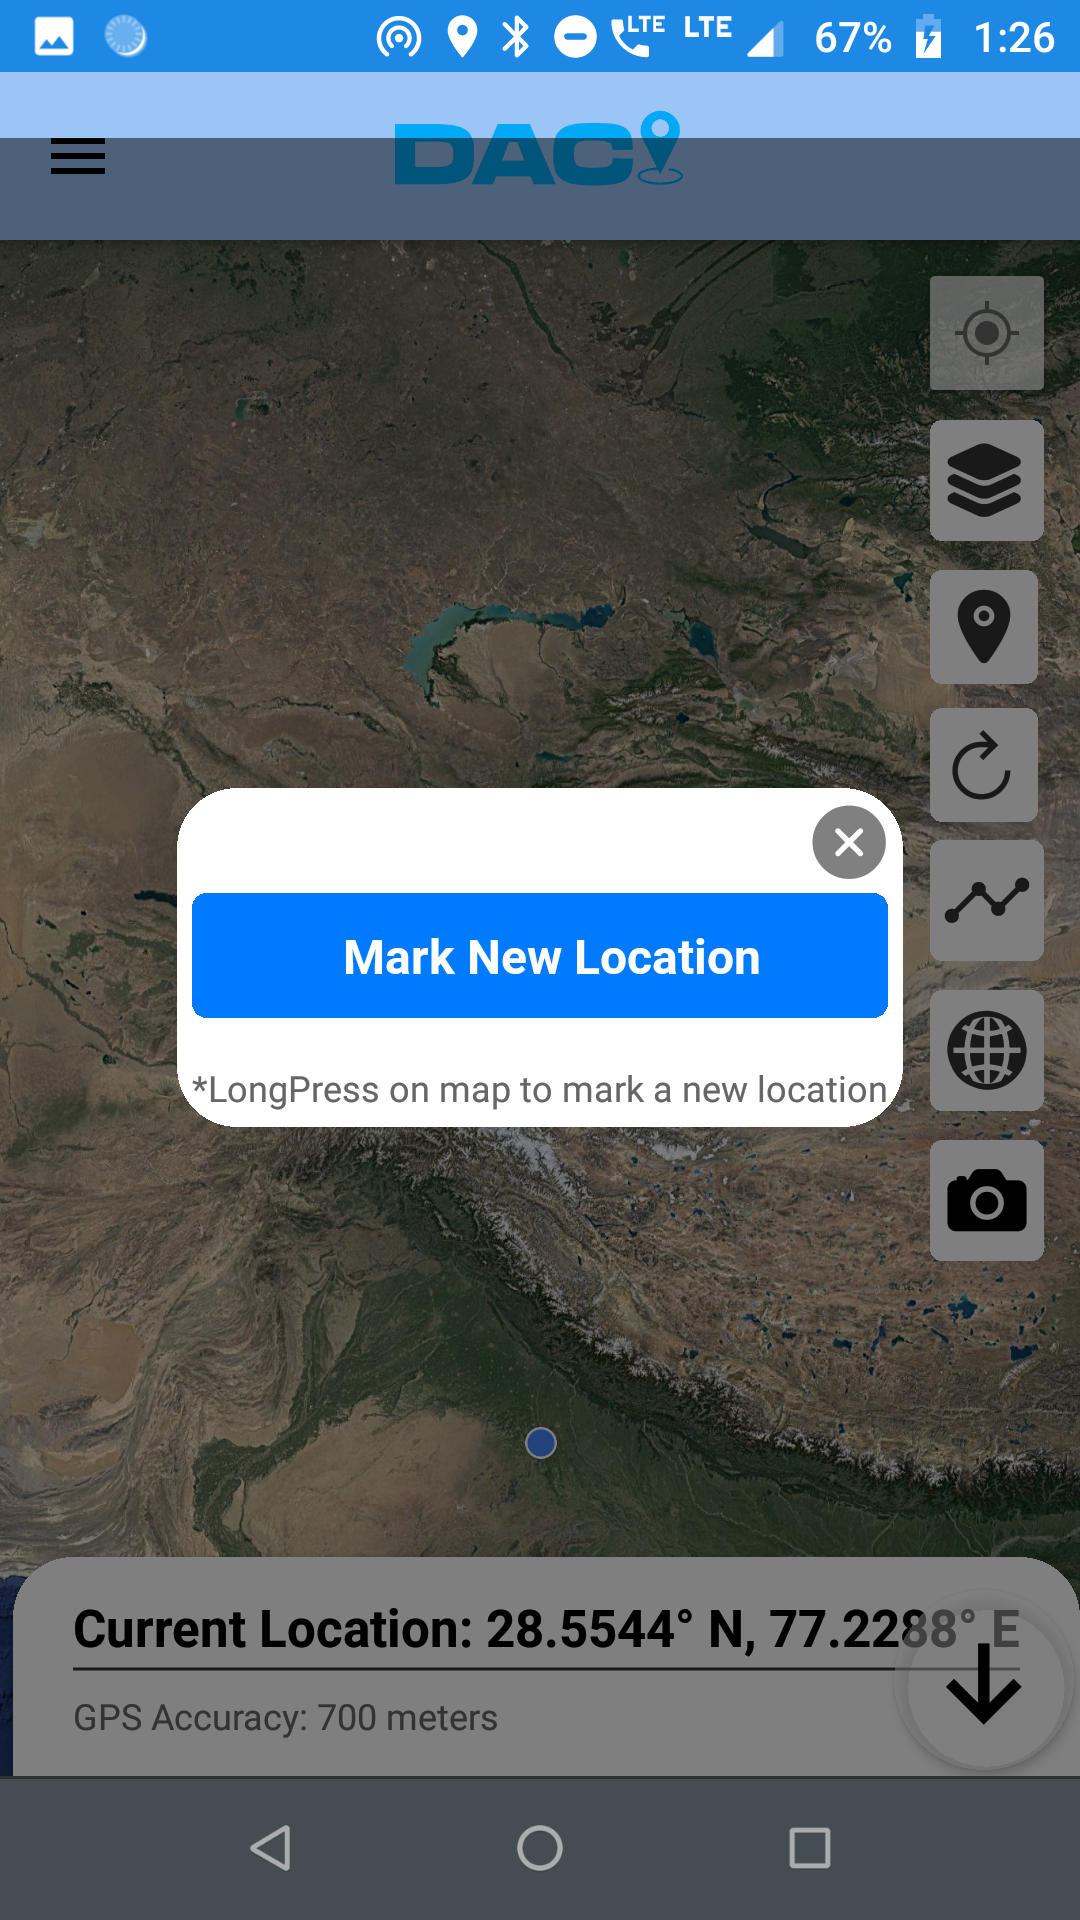 LTE LTE 67% 1:26
DAC
Mark New Location
*LongPress on map to mark a new location
Current Location: 28.5544° N, 77.2288° E
GPS Accuracy: 700 meters